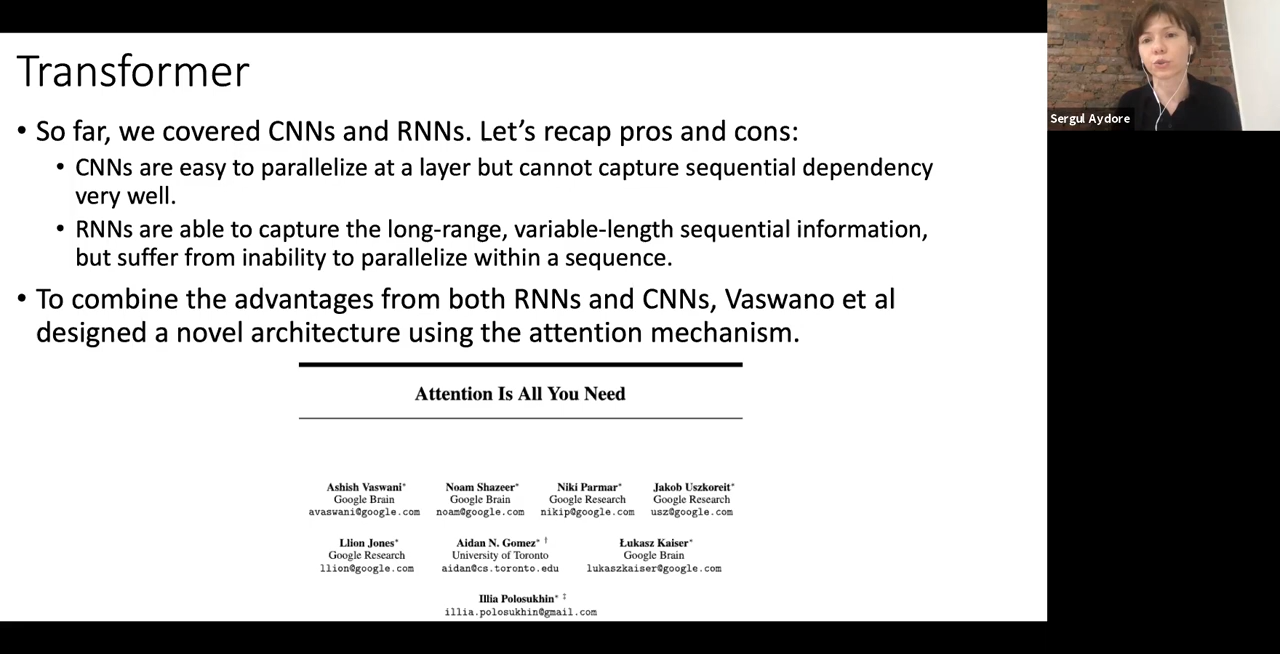 Transformer
• So far, we covered CNNs and RNNs. Let's recap pros and cons:
• CNNs are easy to parallelize at a layer but cannot capture sequential dependency
very well.
• RNNs are able to capture the long-range, variable-length sequential information,
but suffer from inability to parallelize within a sequence.
• To combine the advantages from both RNNs and CNNs, Vaswano et al
designed a novel architecture using the attention mechanism.
Attention Is All You Need
Ashish Vaswani* Noam Shazeer* Niki Parmar* Jakob Uszkoreit*
Google Brain Google Brain Google Research Google Research
avaswani@google.com noam@google.com nikip@google.com usz@google.com
Llion Jones* Aidan N. Gomez* † Łukasz Kaiser*
Google Research University of Toronto Google Brain
llion@google.com aidan@cs.toronto.edu lukaszkaiser@google.com
Illia Polosukhin* ‡
illia.polosukhin@gmail.com
Sergul Aydore